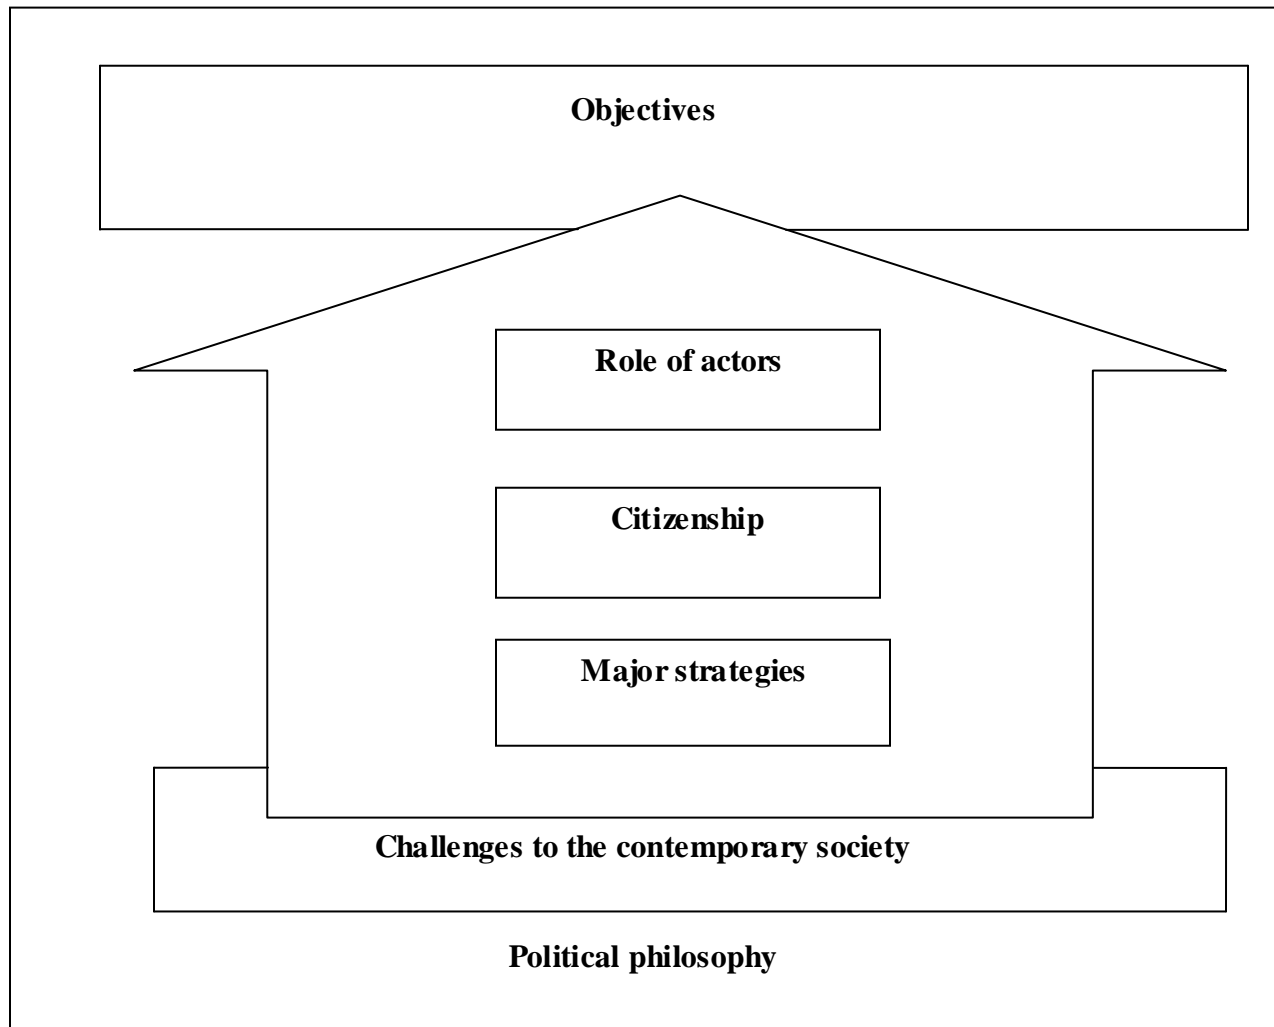 Objectives
Role of actors
Citizenship
Major strategies
Challenges to the contemporary society
Political philosophy